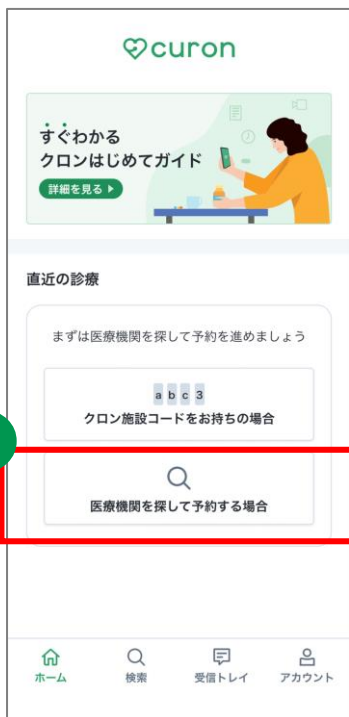 curon
すぐわかる
クロンはじめてガイド
詳細を見る
直近の診療
まずは医療機関を探して予約を進めましょう
a b c 3
クロン施設コードをお持ちの場合
医療機関を探して予約する場合
ホーム 検索 受信トレイ アカウント